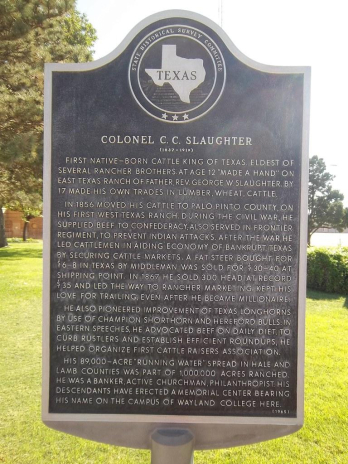 STATE HISTORICAL SURVEY COMMITTEE
TEXAS
COLONEL C. C. SLAUGHTER
(1837-1919)
FIRST NATIVE-BORN CATTLE KING OF TEXAS. ELDEST OF
SEVERAL RANCHER BROTHERS. AT AGE 12 "MADE A HAND" ON
EAST TEXAS RANCH OF FATHER, REV. GEORGE W. SLAUGHTER. BY
17 MADE HIS OWN TRADES IN LUMBER, WHEAT, CATTLE.
IN 1856 MOVED HIS CATTLE TO PALO PINTO COUNTY, ON
HIS FIRST WEST TEXAS RANCH. DURING THE CIVIL WAR, HE
SUPPLIED BEEF TO CONFEDERACY. ALSO SERVED IN FRONTIER
REGIMENT, TO PREVENT INDIAN ATTACKS. AFTER THE WAR, HE
LED CATTLEMEN IN AIDING ECONOMY OF BANKRUPT TEXAS
BY SECURING CATTLE MARKETS. A FAT STEER BOUGHT FOR
$6-8 IN TEXAS BY MIDDLEMAN WAS SOLD FOR $30-40 AT
SHIPPING POINT. IN 1867, HE SOLD 300 HEAD AT RECORD
$35 AND LED THE WAY TO RANCHER MARKETING. KEPT HIS
LOVE FOR TRAILING EVEN AFTER HE BECAME MILLIONAIRE.
HE ALSO PIONEERED IMPROVEMENT OF TEXAS LONGHORNS
BY USE OF CHAMPION SHORTHORN AND HEREFORD BULLS. IN
EASTERN SPEECHES, HE ADVOCATED BEEF ON DAILY DIET. TO
CURB RUSTLERS AND ESTABLISH EFFICIENT ROUNDUPS, HE
HELPED ORGANIZE FIRST CATTLE RAISERS ASSOCIATION.
HIS 89,000-ACRE "RUNNING WATER" SPREAD IN HALE AND
LAMB COUNTIES WAS PART OF 1,000,000 ACRES RANCHED.
HE WAS A BANKER, ACTIVE CHURCHMAN, PHILANTHROPIST. HIS
DESCENDANTS HAVE ERECTED A MEMORIAL CENTER BEARING
HIS NAME ON THE CAMPUS OF WAYLAND COLLEGE HERE.
(1965)